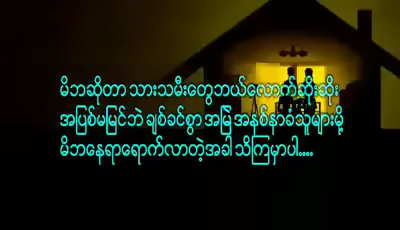 မိဘဆိုတာ သားသမီးတွေဘယ်လောက်ဆိုးဆိုး
အပြစ်မမြင်ဘဲ ချစ်ခင်စွာ အမြဲ အနစ်နာခံသူများမို့
မိဘနေရာရောက်လာတဲ့အခါ သိကြမှာပါ....